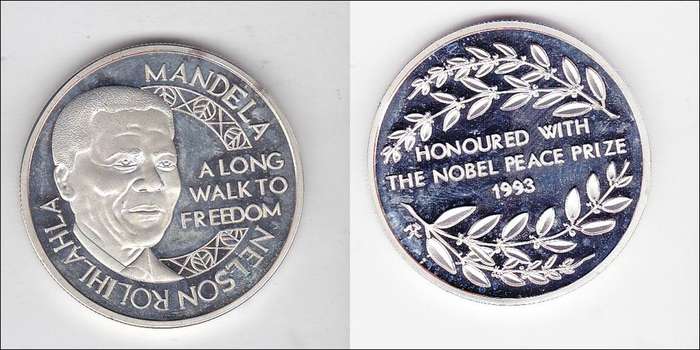 NELSON ROLIHLAHLA
MANDELA
A LONG
WALK TO
FREEDOM
HONOURED WITH
THE NOBEL PEACE PRIZE
1993